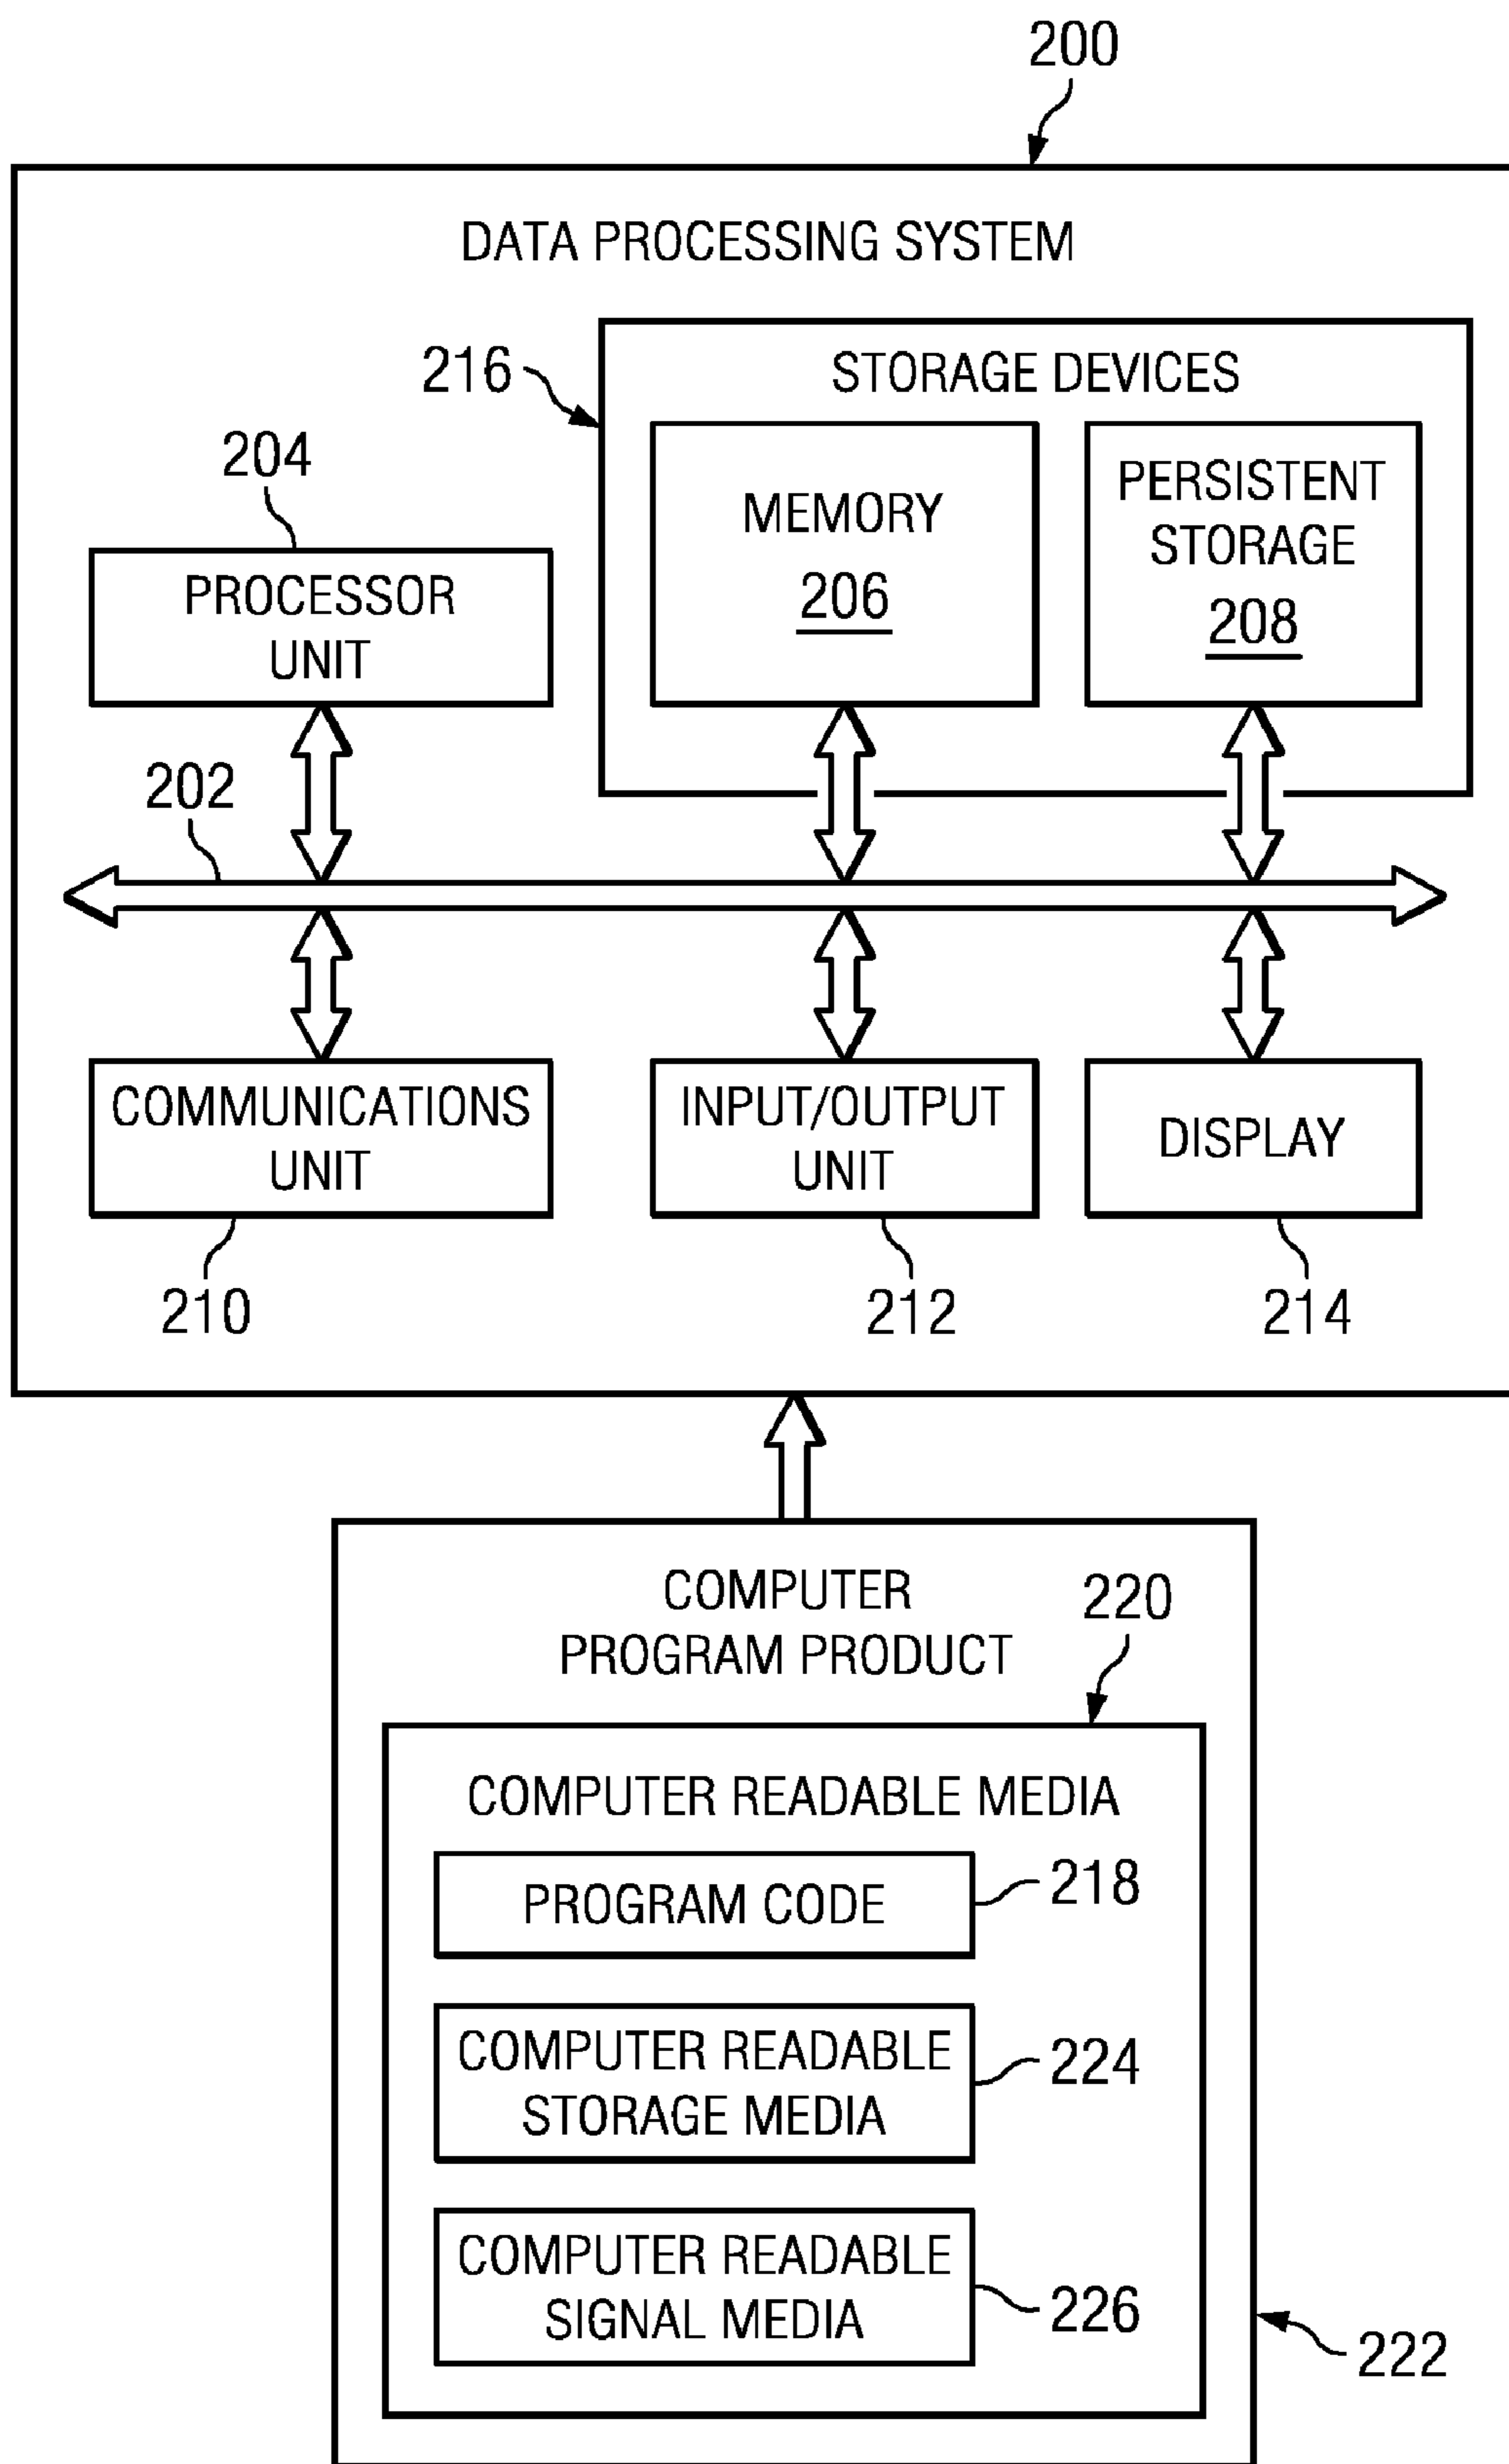 200
DATA PROCESSING SYSTEM
216
STORAGE DEVICES
204
MEMORY
206
PERSISTENT
STORAGE
208
PROCESSOR
UNIT
202
COMMUNICATIONS
UNIT
INPUT/OUTPUT
UNIT
DISPLAY
210
212
214
COMPUTER
PROGRAM PRODUCT
220
COMPUTER READABLE MEDIA
PROGRAM CODE
218
COMPUTER READABLE
STORAGE MEDIA
224
COMPUTER READABLE
SIGNAL MEDIA
226
222